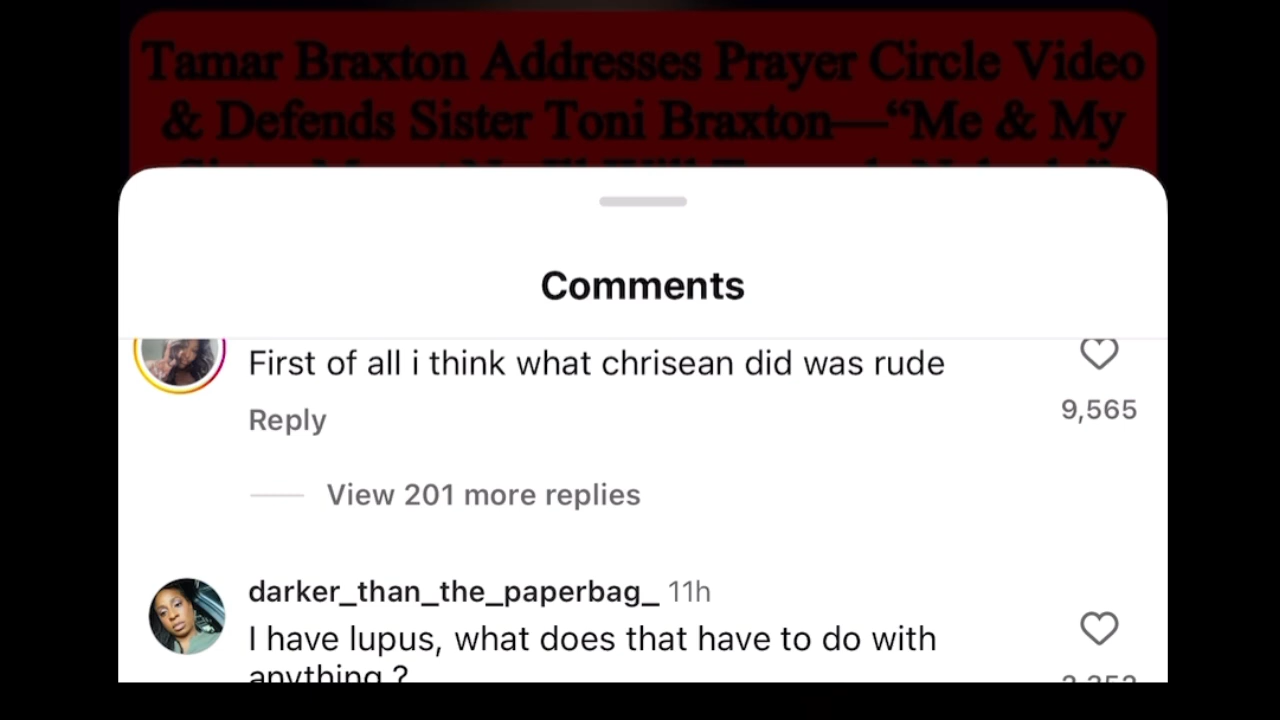 Tamar Braxton Addresses Prayer Circle Video
& Defends Sister Toni Braxton—“Me & My
Comments
First of all i think what chrisean did was rude
9,565
Reply
View 201 more replies
darker_than_the_paperbag_ 11h
I have lupus, what does that have to do with
anything ?